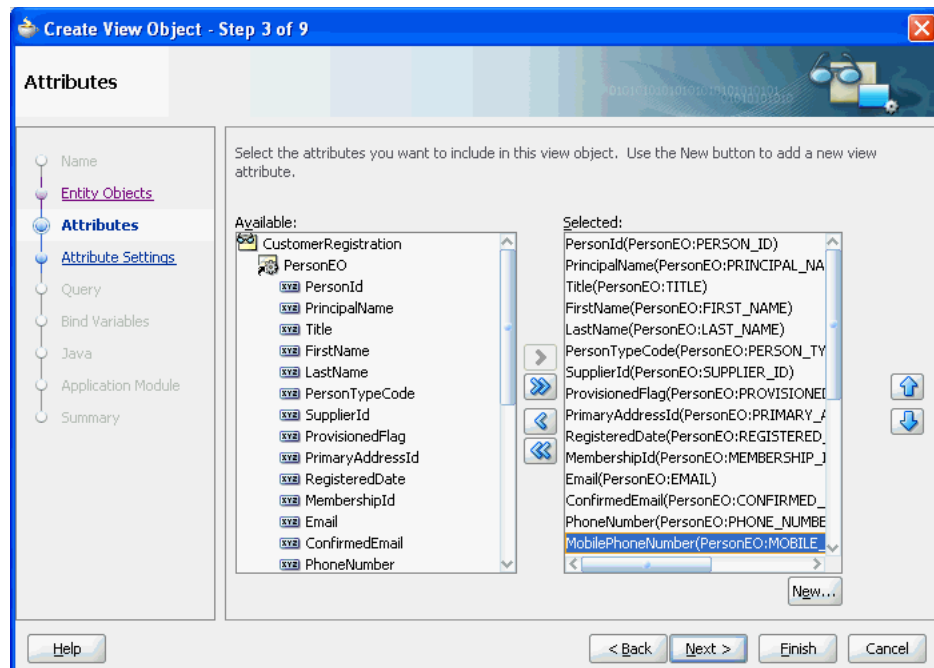 Create View Object - Step 3 of 9
Attributes
Name
Entity Objects
Attributes
Attribute Settings
Query
Bind Variables
Java
Application Module
Summary
Select the attributes you want to include in this view object. Use the New button to add a new view
attribute.
Available:
CustomerRegistration
PersonEO
PersonId
PrincipalName
Title
FirstName
LastName
PersonTypeCode
SupplierId
ProvisionedFlag
PrimaryAddressId
RegisteredDate
MembershipId
Email
ConfirmedEmail
PhoneNumber
Selected:
PersonId(PersonEO:PERSON_ID)
PrincipalName(PersonEO:PRINCIPAL_NA
Title(PersonEO:TITLE)
FirstName(PersonEO:FIRST_NAME)
LastName(PersonEO:LAST_NAME)
PersonTypeCode(PersonEO:PERSON_TY
SupplierId(PersonEO:SUPPLIER_ID)
ProvisionedFlag(PersonEO:PROVISIONED
PrimaryAddressId(PersonEO:PRIMARY_A
RegisteredDate(PersonEO:REGISTERED_
MembershipId(PersonEO:MEMBERSHIP_I
Email(PersonEO:EMAIL)
ConfirmedEmail(PersonEO:CONFIRMED_
PhoneNumber(PersonEO:PHONE_NUMBE
MobilePhoneNumber(PersonEO:MOBILE_
New...
Help
< Back
Next >
Finish
Cancel